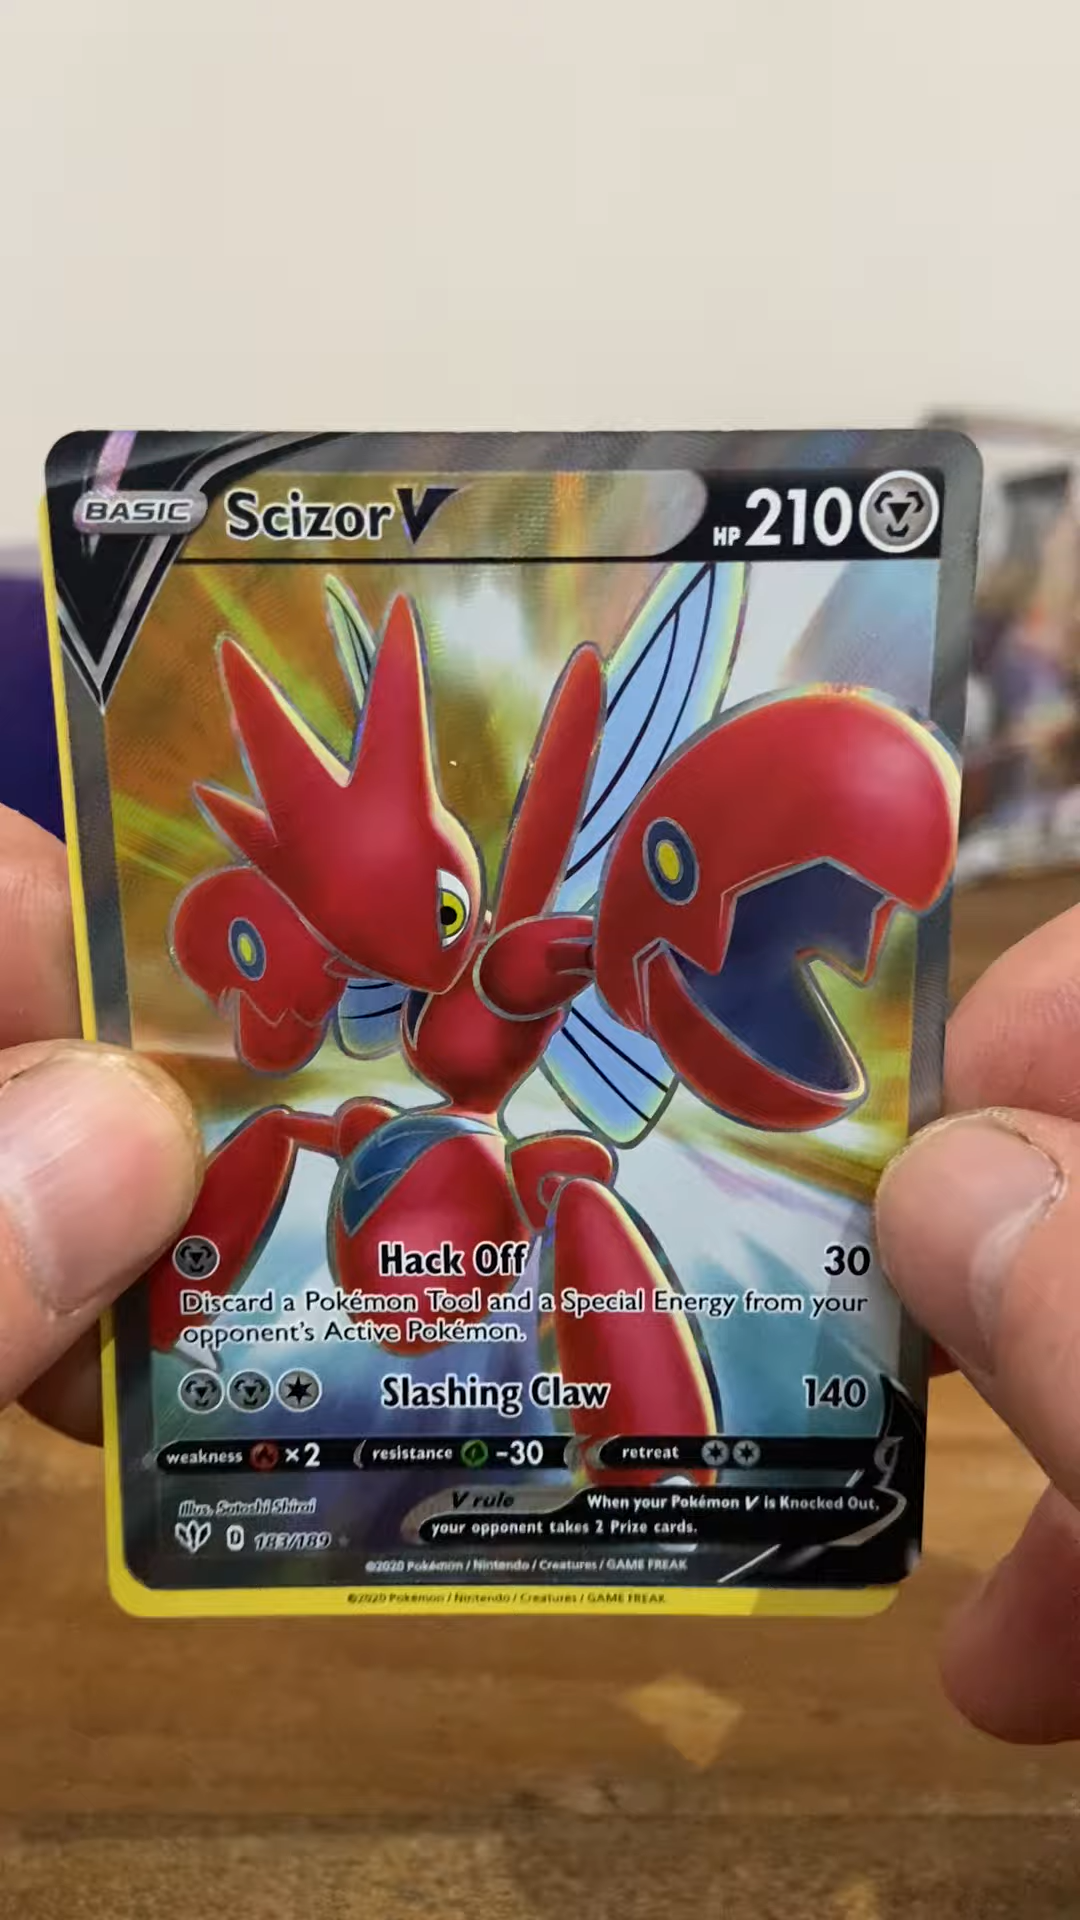 BASIC Scizor V HP 210
Hack Off 30
Discard a Pokémon Tool and a Special Energy from your
opponent's Active Pokémon.
Slashing Claw 140
weakness ×2 resistance -30 retreat
Illus. Satoshi Shirai
V rule When your Pokémon V is Knocked Out,
your opponent takes 2 Prize cards.
D 183/189
©2020 Pokémon / Nintendo / Creatures / GAME FREAK
©2020 Pokémon / Nintendo / Creatures / GAME FREAK